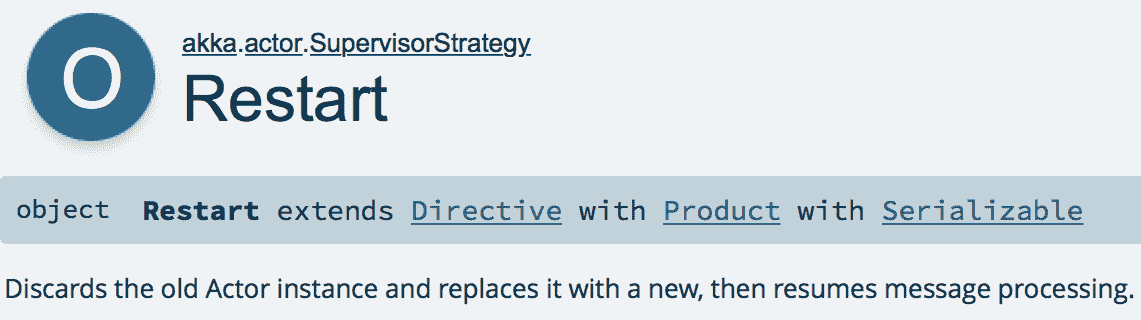 O
akka.actor.SupervisorStrategy
Restart
object Restart extends Directive with Product with Serializable
Discards the old Actor instance and replaces it with a new, then resumes message processing.